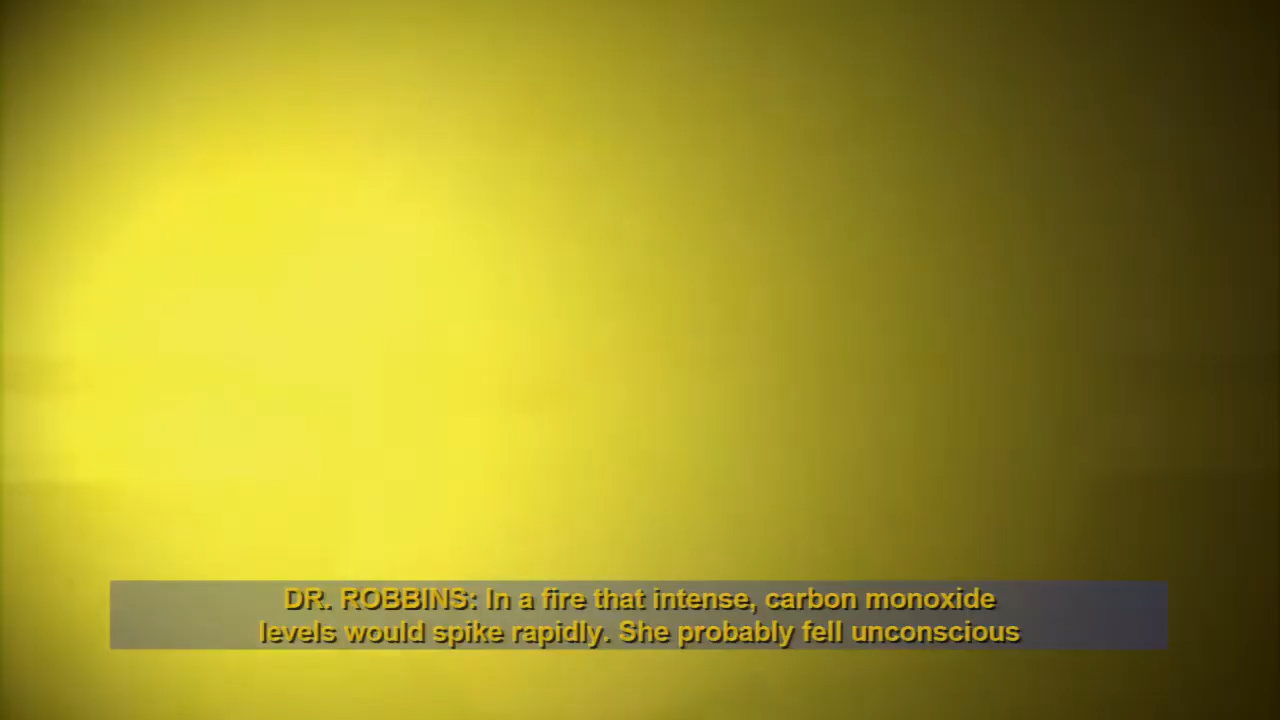 DR. ROBBINS: In a fire that intense, carbon monoxide
levels would spike rapidly. She probably fell unconscious